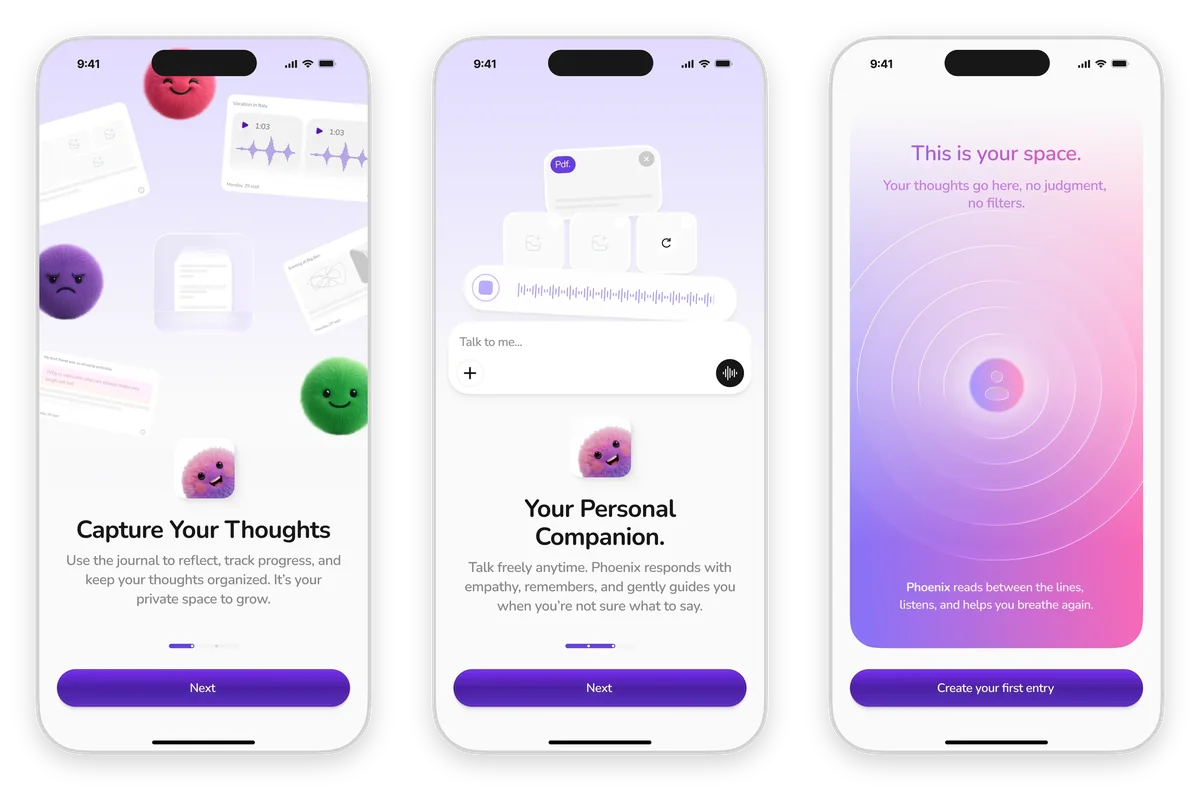 9:41
Vacation in Italy
1:03
1:03
Monday, 29 sept
Capture Your Thoughts
Use the journal to reflect, track progress, and
keep your thoughts organized. It's your
private space to grow.
Next
9:41
Pdf.
Talk to me...
Your Personal
Companion.
Talk freely anytime. Phoenix responds with
empathy, remembers, and gently guides you
when you're not sure what to say.
Next
9:41
This is your space.
Your thoughts go here, no judgment,
no filters.
Phoenix reads between the lines,
listens, and helps you breathe again.
Create your first entry